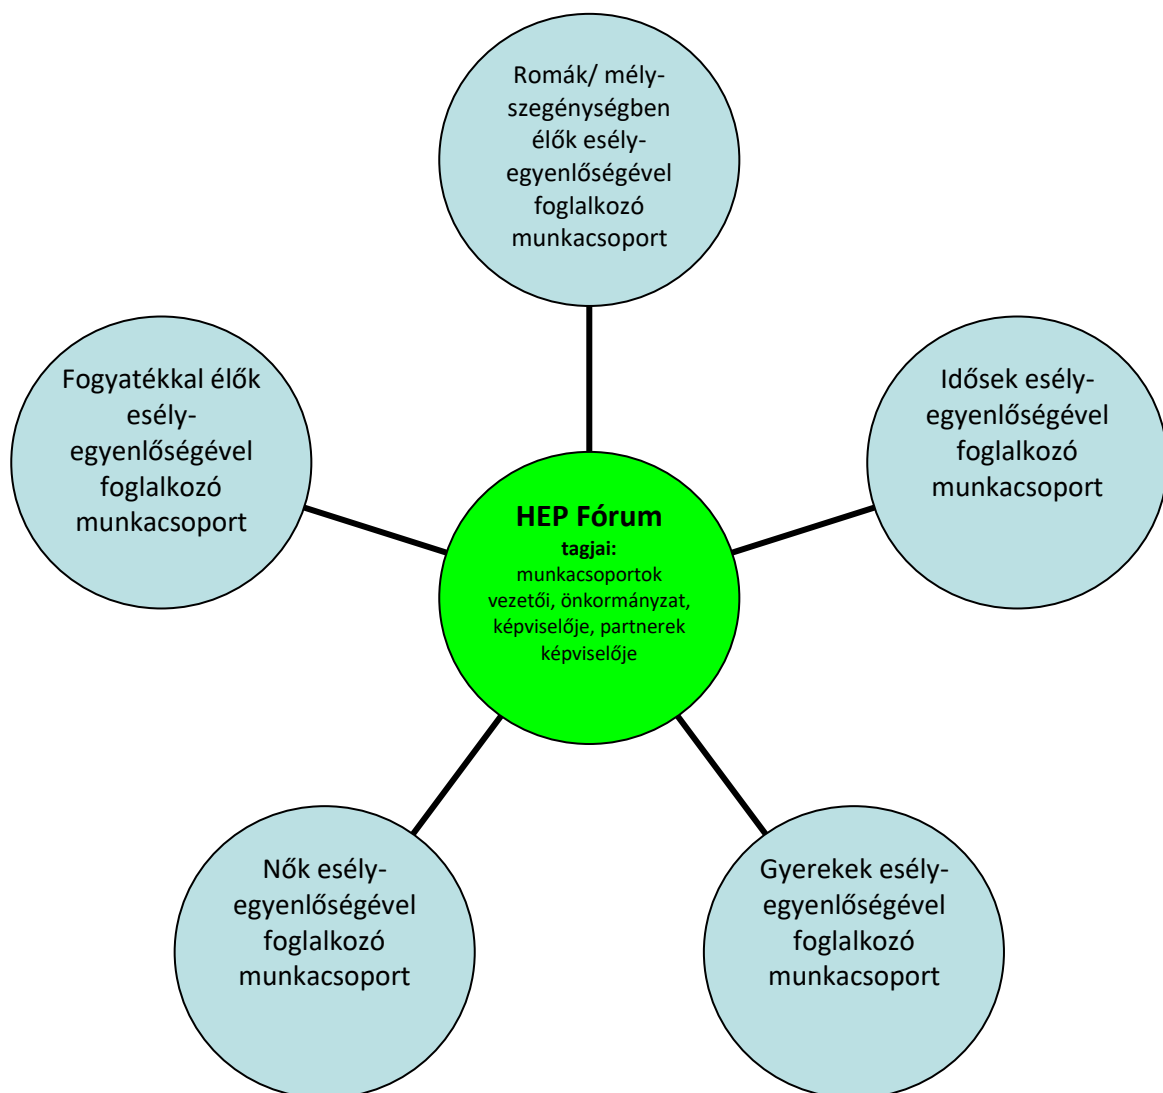 Romák/ mély-
szegénységben
élők esély-
egyenlőségével
foglalkozó
munkacsoport
Fogyatékkal élők
esély-
egyenlőségével
foglalkozó
munkacsoport
Idősek esély-
egyenlőségével
foglalkozó
munkacsoport
HEP Fórum
tagjai:
munkacsoportok
vezetői, önkormányzat,
képviselője, partnerek
képviselője
Nők esély-
egyenlőségével
foglalkozó
munkacsoport
Gyerekek esély-
egyenlőségével
foglalkozó
munkacsoport